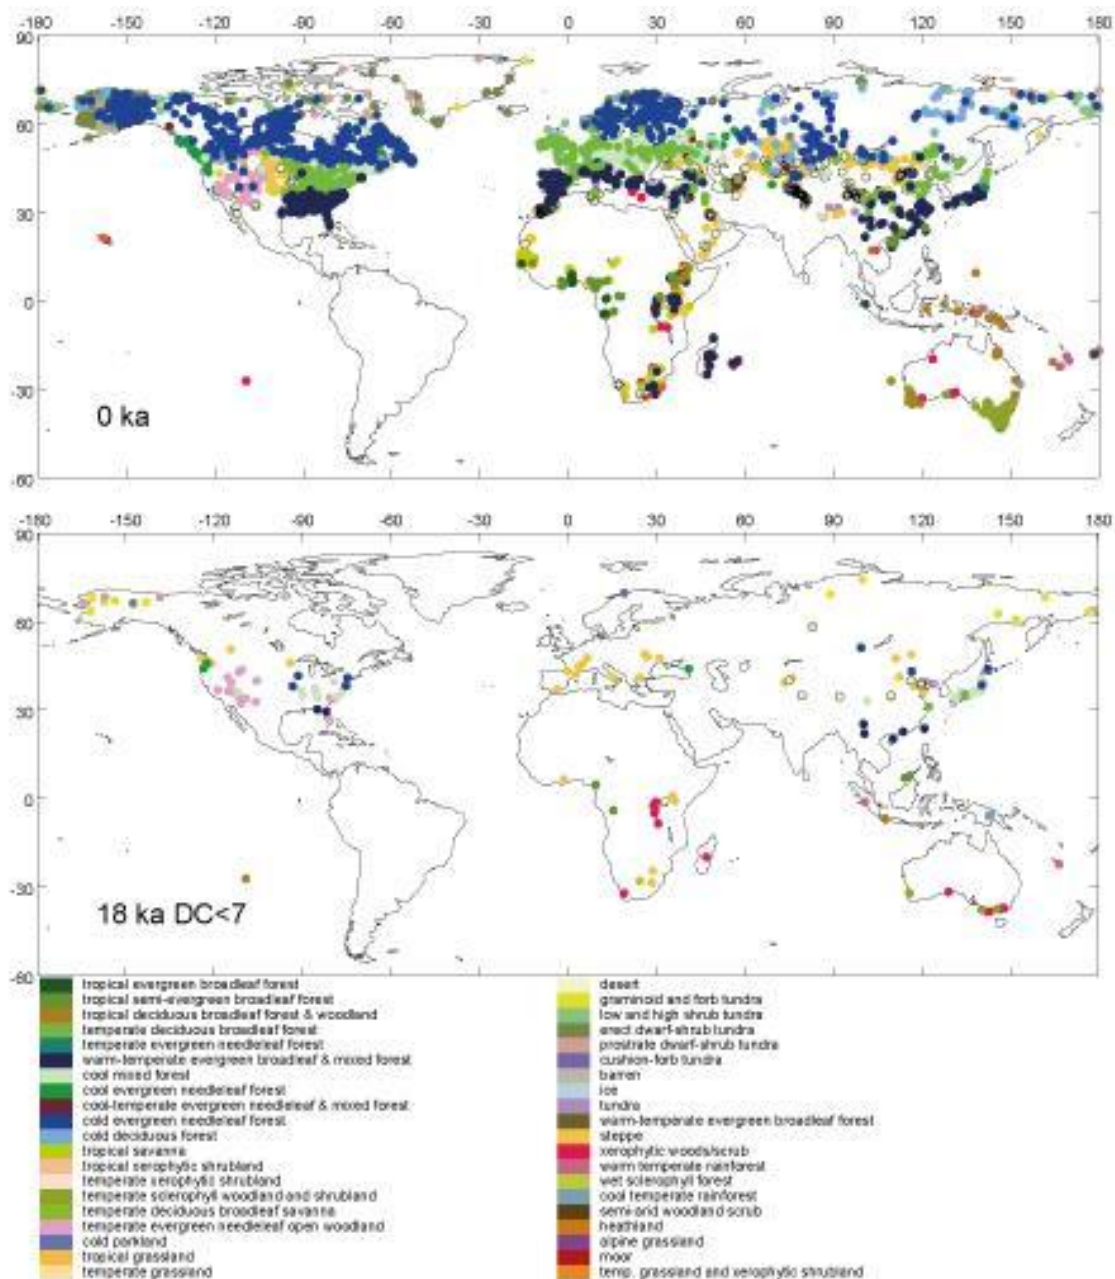 -180 -150 -120 -90 -60 -30 0 30 60 90 120 150 180
90
60
30
0
-30
-60
0 ka
-180 -150 -120 -90 -60 -30 0 30 60 90 120 150 180
90
60
30
0
-30
-60
18 ka DC<7
tropical evergreen broadleaf forest
tropical semi-evergreen broadleaf forest
tropical deciduous broadleaf forest & woodland
temperate deciduous broadleaf forest
temperate evergreen needleleaf forest
warm-temperate evergreen broadleaf & mixed forest
cool mixed forest
cool evergreen needleleaf forest
cool-temperate evergreen needleleaf & mixed forest
cold evergreen needleleaf forest
cold deciduous forest
tropical savanna
tropical xerophytic shrubland
temperate xerophytic shrubland
temperate sclerophyll woodland and shrubland
temperate deciduous broadleaf savanna
temperate evergreen needleleaf open woodland
cold parkland
tropical grassland
temperate grassland
desert
graminoid and forb tundra
low and high shrub tundra
erect dwarf-shrub tundra
prostrate dwarf-shrub tundra
cushion-forb tundra
barren
ice
tundra
warm-temperate evergreen broadleaf forest
steppe
xerophytic woods/scrub
warm temperate rainforest
wet sclerophyll forest
cool temperate rainforest
semi-arid woodland scrub
heathland
alpine grassland
moor
temp. grassland and xerophytic shrubland